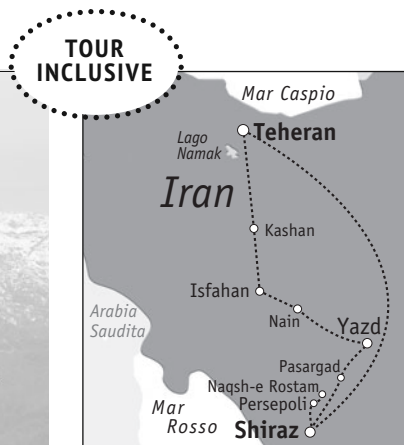 TOUR
INCLUSIVE
Mar Caspio
Teheran
Lago
Namak
Iran
Kashan
Isfahan
Arabia
Saudita
Nain
Yazd
Pasargad
Naqsh-e Rostam
Persepoli
Mar
Rosso
Shiraz